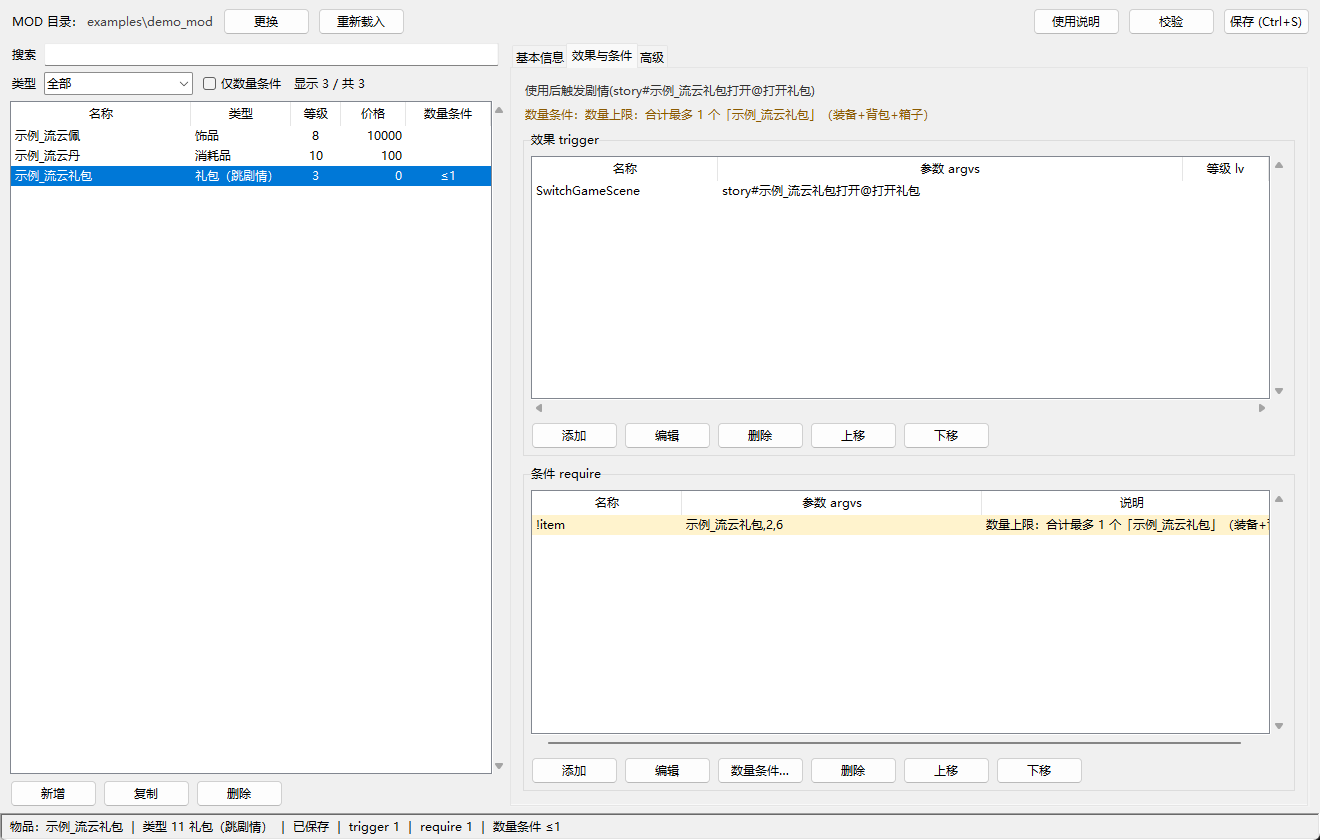 MOD 目录: examples\demo_mod 更换 重新载入 使用说明 校验 保存 (Ctrl+S)
搜索
类型 全部 仅数量条件 显示 3 / 共 3
名称 类型 等级 价格 数量条件
示例_流云佩 饰品 8 10000
示例_流云丹 消耗品 10 100
示例_流云礼包 礼包（跳剧情） 3 0 ≤1
新增 复制 删除
基本信息 效果与条件 高级
使用后触发剧情(story#示例_流云礼包打开@打开礼包)
数量条件：数量上限：合计最多 1 个「示例_流云礼包」（装备+背包+箱子）
效果 trigger
名称 参数 argvs 等级 lv
SwitchGameScene story#示例_流云礼包打开@打开礼包
添加 编辑 删除 上移 下移
条件 require
名称 参数 argvs 说明
!item 示例_流云礼包,2,6 数量上限：合计最多 1 个「示例_流云礼包」（装备+
添加 编辑 数量条件... 删除 上移 下移
物品：示例_流云礼包 | 类型 11 礼包（跳剧情） | 已保存 | trigger 1 | require 1 | 数量条件 ≤1